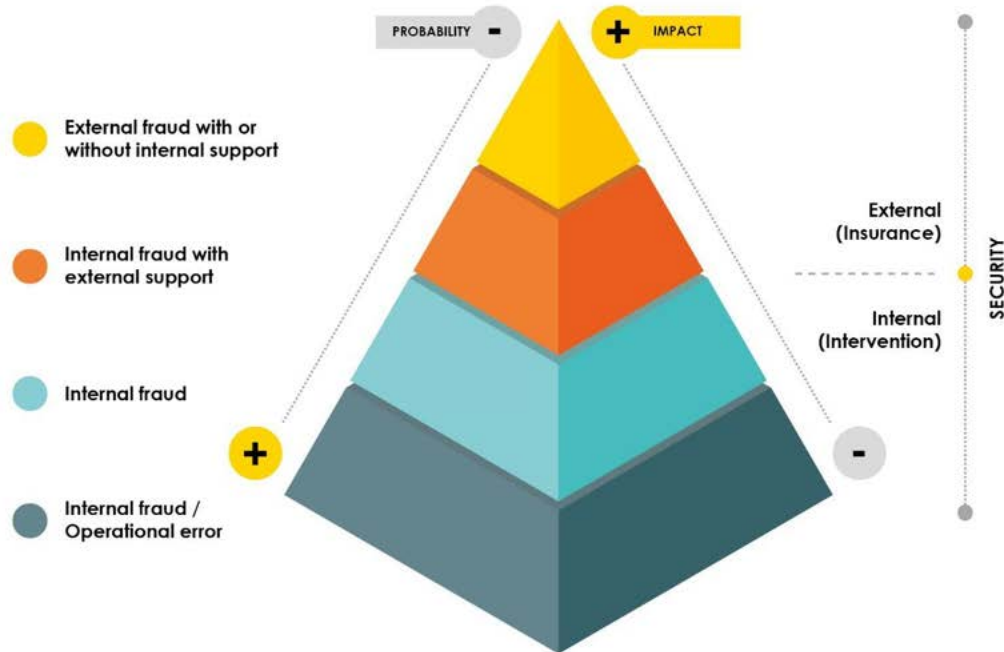 PROBABILITY -
+ IMPACT
External fraud with or
without internal support
Internal fraud with
external support
Internal fraud
Internal fraud /
Operational error
+
-
External
(Insurance)
Internal
(Intervention)
SECURITY